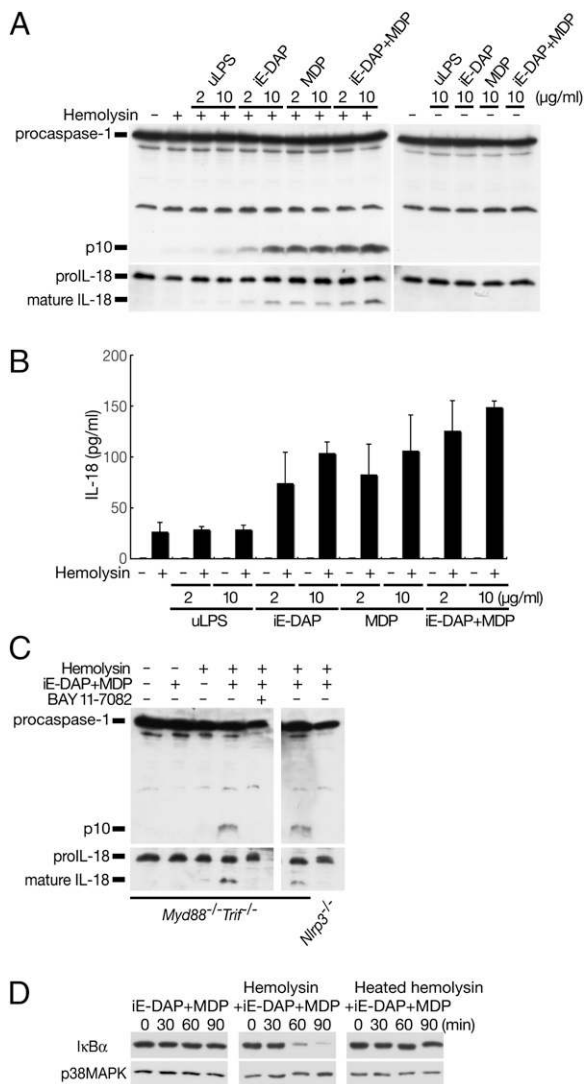 A
uLPS iE-DAP MDP iE-DAP+MDP uLPS iE-DAP MDP iE-DAP+MDP
2 10 2 10 2 10 2 10 10 10 10 10 (μg/ml)
Hemolysin – + + + + + + + + + – – – – –
procaspase-1
p10
proIL-18
mature IL-18
B
200
150
100
50
0
IL-18 (pg/ml)
Hemolysin – + – + – + – + – + – + – + – + – +
2 10 2 10 2 10 2 10 (μg/ml)
uLPS iE-DAP MDP iE-DAP+MDP
C
Hemolysin – – + + + + +
iE-DAP+MDP – + – + + + +
BAY 11-7082 – – – – + – –
procaspase-1
p10
proIL-18
mature IL-18
Myd88-/-Trif-/- Nlrp3-/-
D
Hemolysin Heated hemolysin
iE-DAP+MDP +iE-DAP+MDP +iE-DAP+MDP
0 30 60 90 0 30 60 90 0 30 60 90 (min)
IκBα
p38MAPK